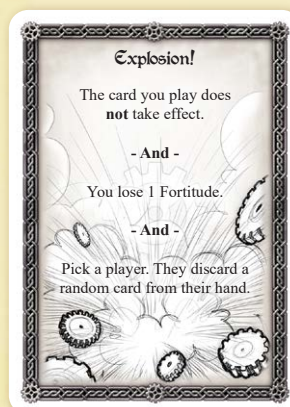 Explosion!
The card you play does
not take effect.
- And -
You lose 1 Fortitude.
- And -
Pick a player. They discard a
random card from their hand.